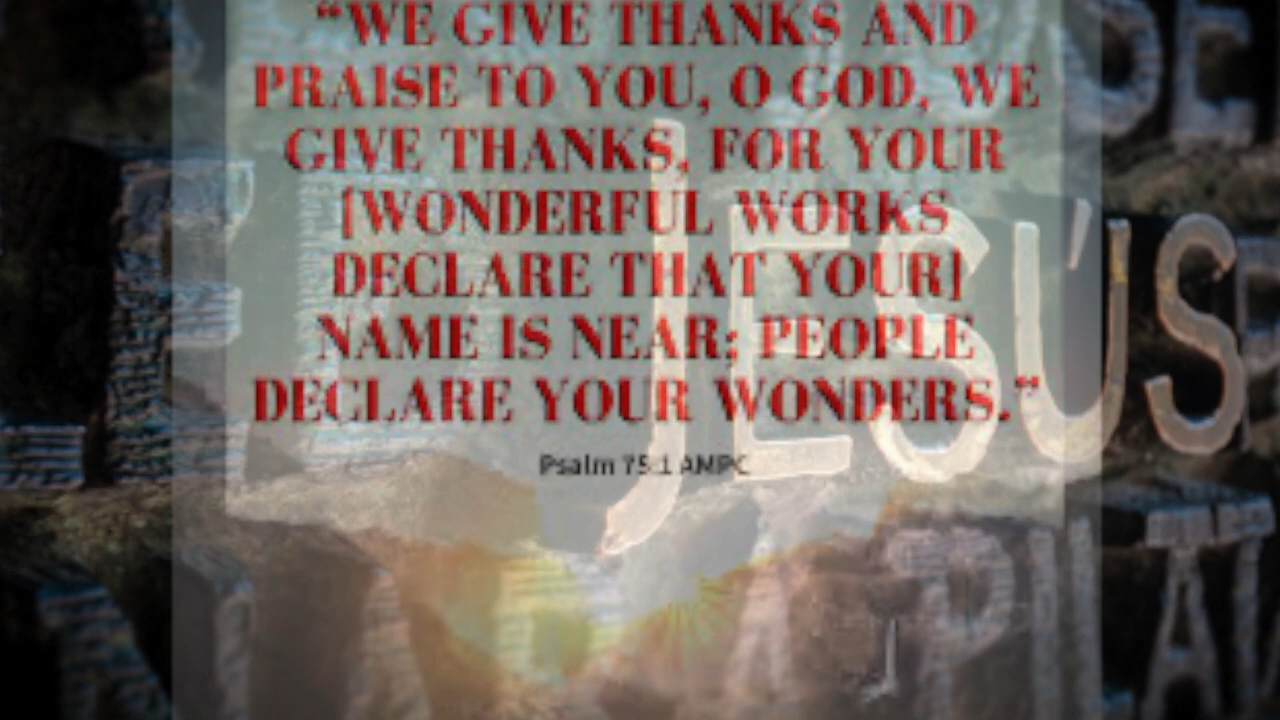 “WE GIVE THANKS AND
PRAISE TO YOU, O GOD, WE
GIVE THANKS, FOR YOUR
[WONDERFUL WORKS
DECLARE THAT YOUR]
NAME IS NEAR; PEOPLE
DECLARE YOUR WONDERS.”
Psalm 75:1 AMPC
JESUS